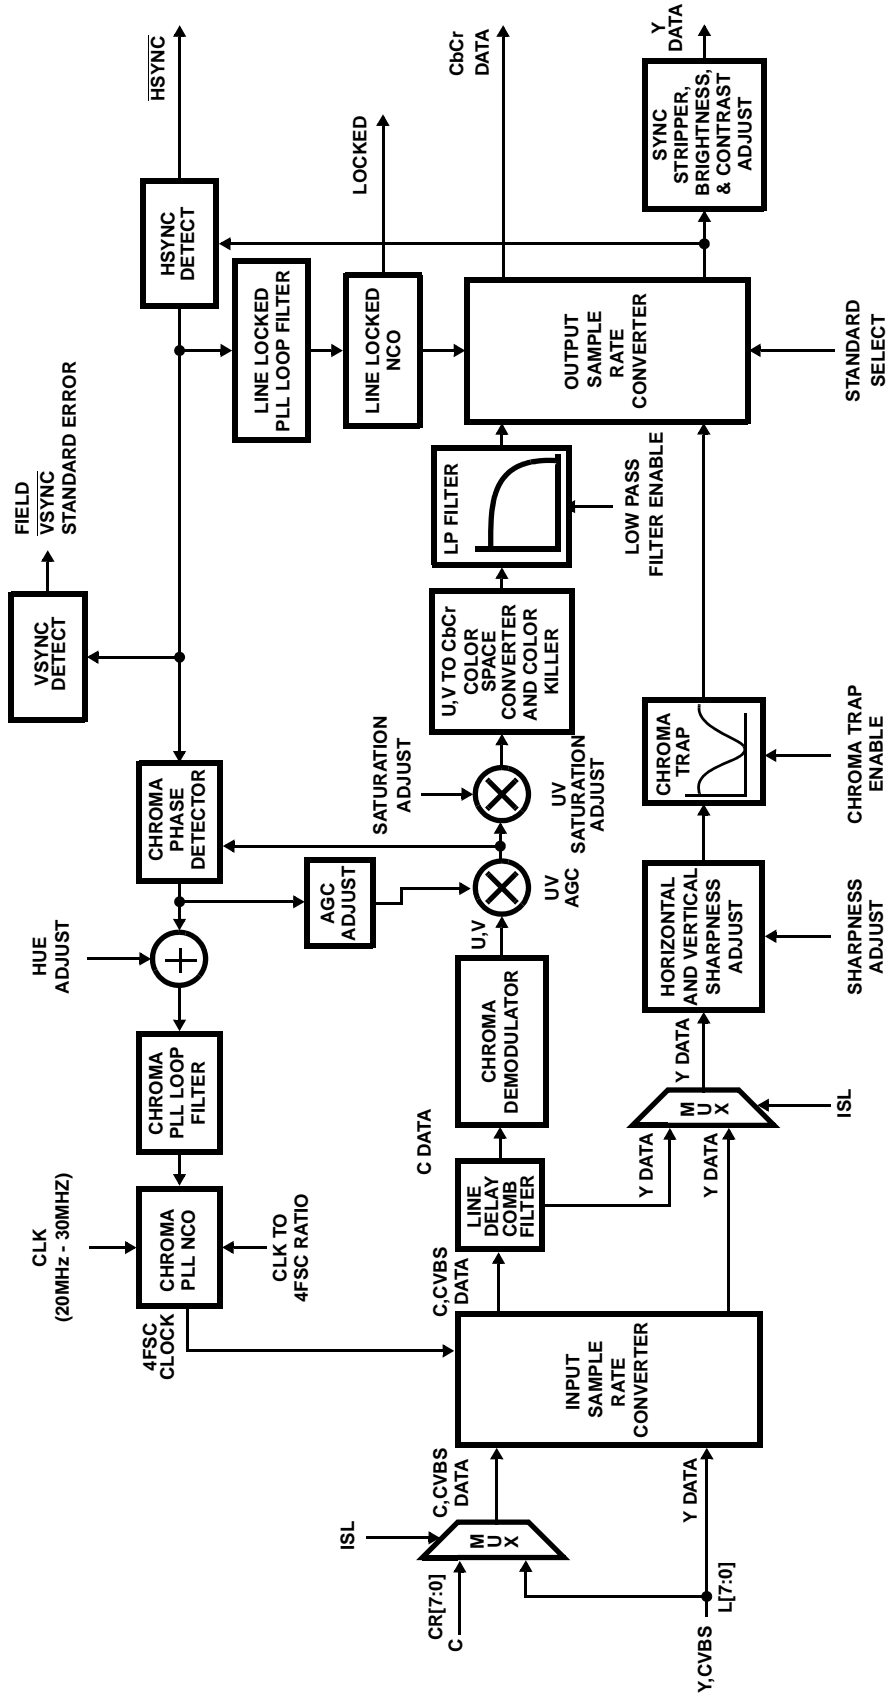 FIELD
VSYNC
STANDARD ERROR
HSYNC
VSYNC
DETECT
HSYNC
DETECT
LOCKED
CbCr
DATA
Y
DATA
HUE
ADJUST
CLK
(20MHz - 30MHZ)
CHROMA
PLL NCO
CHROMA
PLL LOOP
FILTER
CHROMA
PHASE
DETECTOR
LINE LOCKED
PLL LOOP FILTER
LINE LOCKED
NCO
4FSC
CLOCK
CLK TO
4FSC RATIO
AGC
ADJUST
SATURATION
ADJUST
ISL
CR[7:0]
C
M
U
X
C,CVBS
DATA
INPUT
SAMPLE
RATE
CONVERTER
C,CVBS
DATA
LINE
DELAY
COMB
FILTER
C DATA
CHROMA
DEMODULATOR
U,V
UV
AGC
UV
SATURATION
ADJUST
U,V TO CbCr
COLOR
SPACE
CONVERTER
AND COLOR
KILLER
LP FILTER
LOW PASS
FILTER ENABLE
OUTPUT
SAMPLE
RATE
CONVERTER
STANDARD
SELECT
SYNC
STRIPPER,
BRIGHTNESS,
& CONTRAST
ADJUST
Y,CVBS
L[7:0]
Y DATA
Y DATA
Y DATA
M
U
X
ISL
Y DATA
HORIZONTAL
AND VERTICAL
SHARPNESS
ADJUST
SHARPNESS
ADJUST
CHROMA
TRAP
CHROMA TRAP
ENABLE